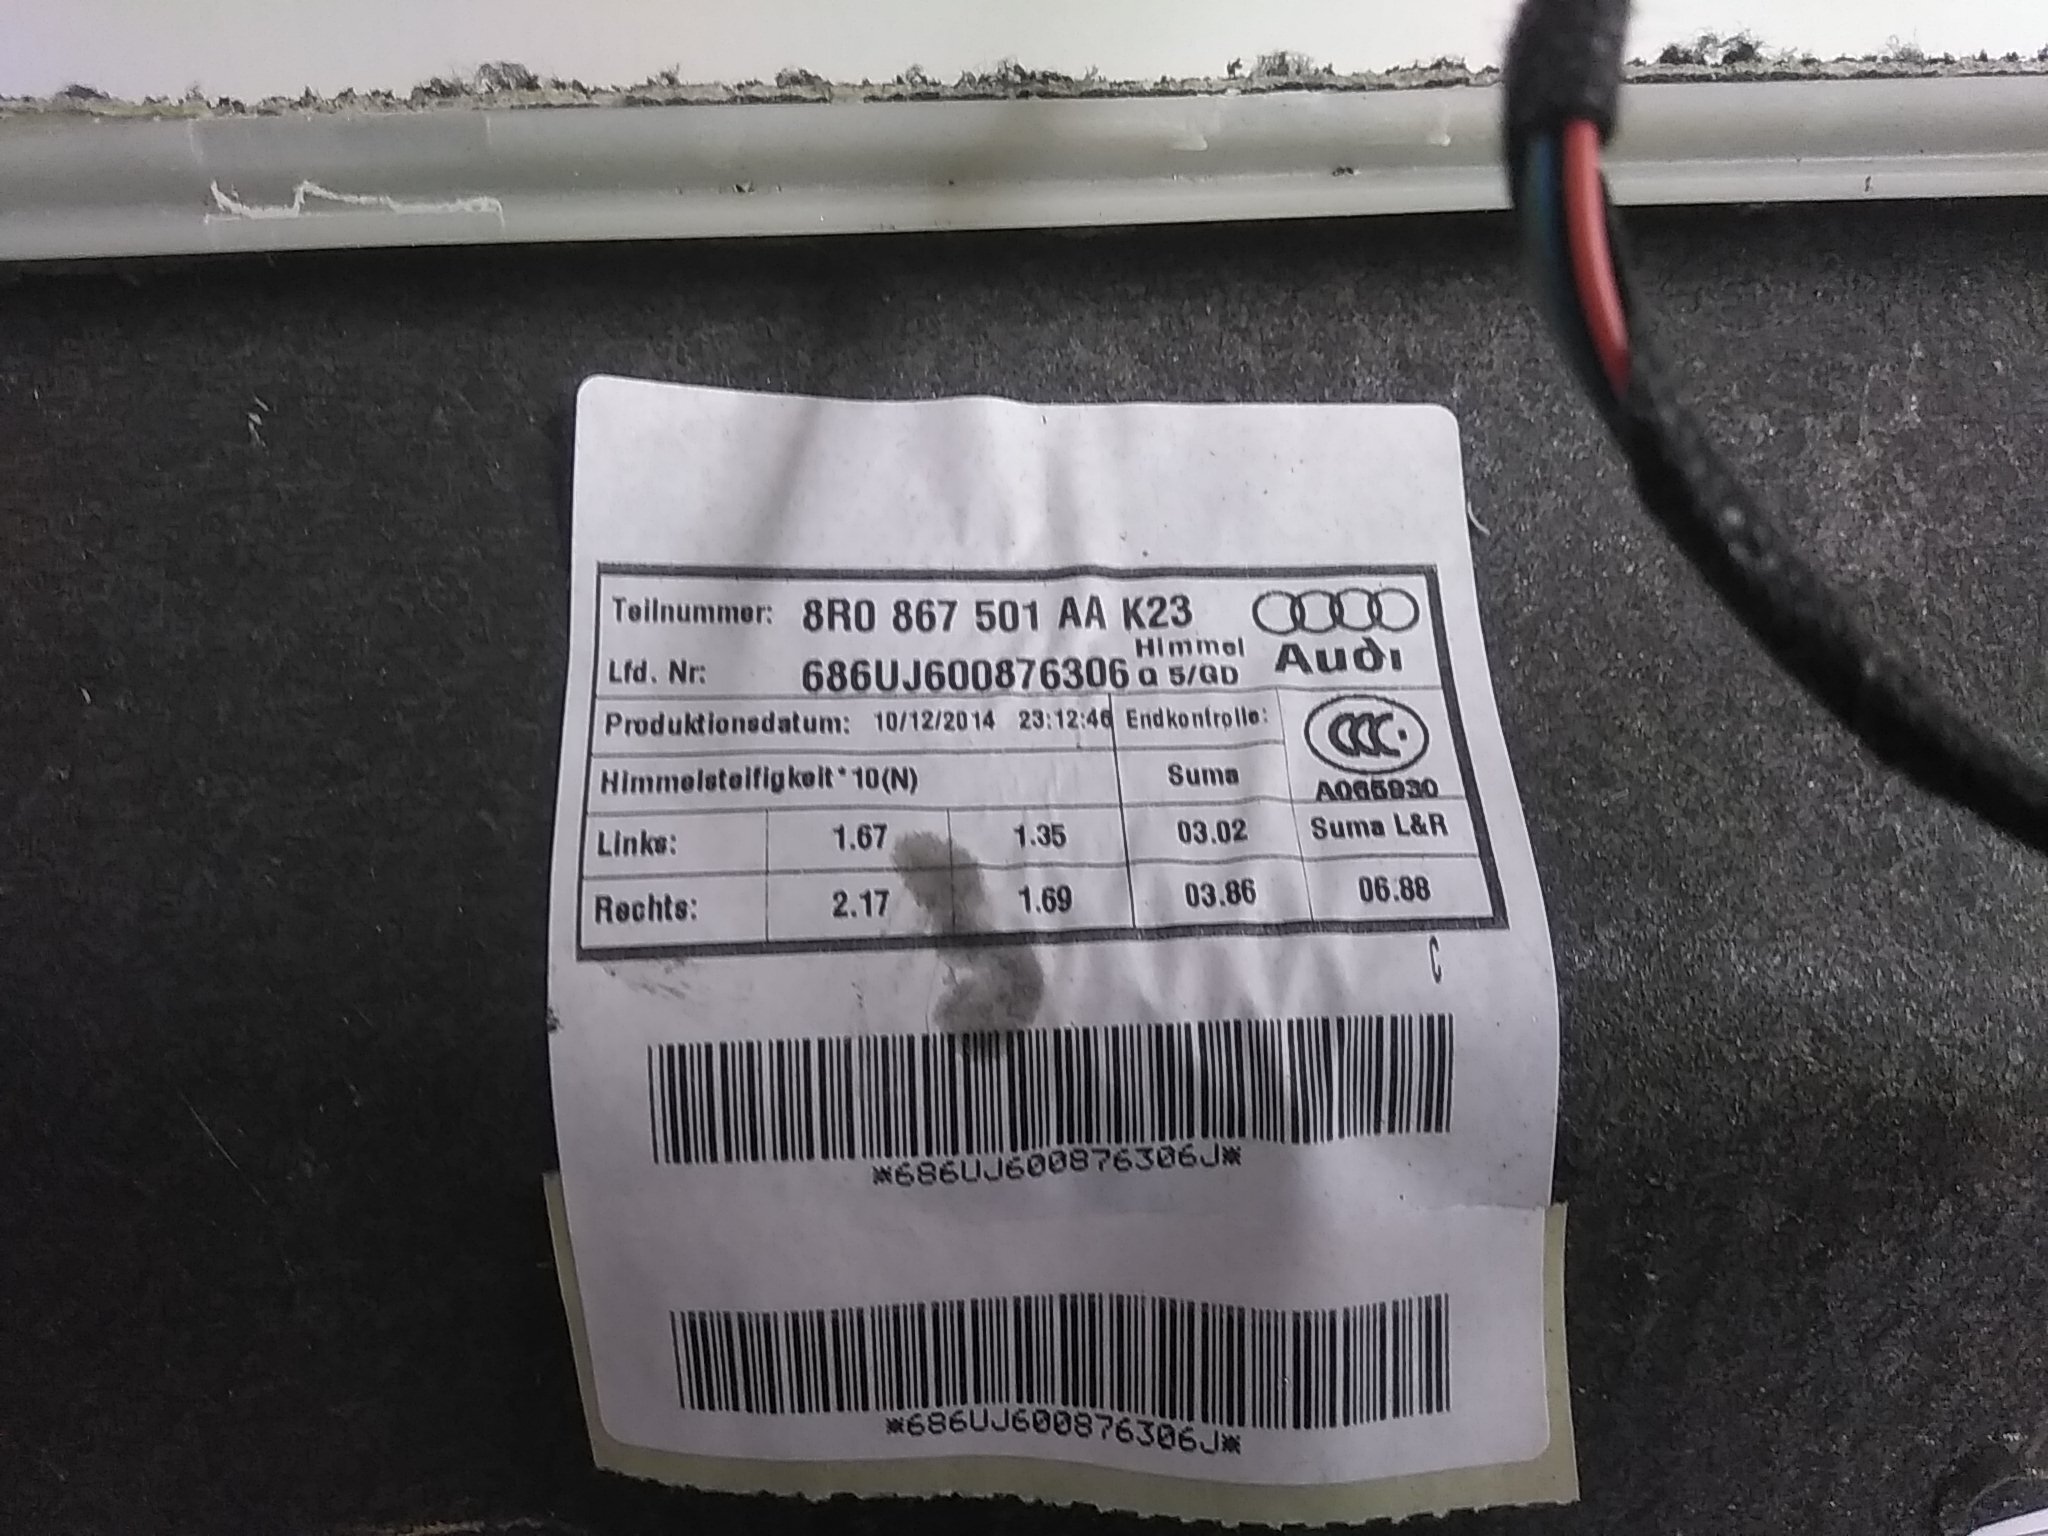 Teilnummer: 8R0 867 501 AA K23
Himmel
Audi
Lfd. Nr: 686UJ600876306 Q 5/GD
Produktionsdatum: 10/12/2014 23:12:46 Endkontrolle:
CCC
Himmelsteifigkeit*10(N) Suma
A065930
Links: 1.67 1.35 03.02 Suma L&R
Rechts: 2.17 1.69 03.86 06.88
C
*686UJ600876306J*
*686UJ600876306J*